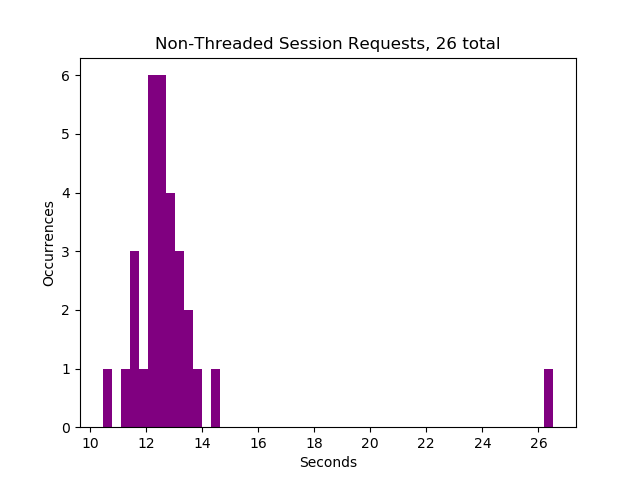 Non-Threaded Session Requests, 26 total
6
5
4
3
2
1
0
Occurrences
10 12 14 16 18 20 22 24 26
Seconds